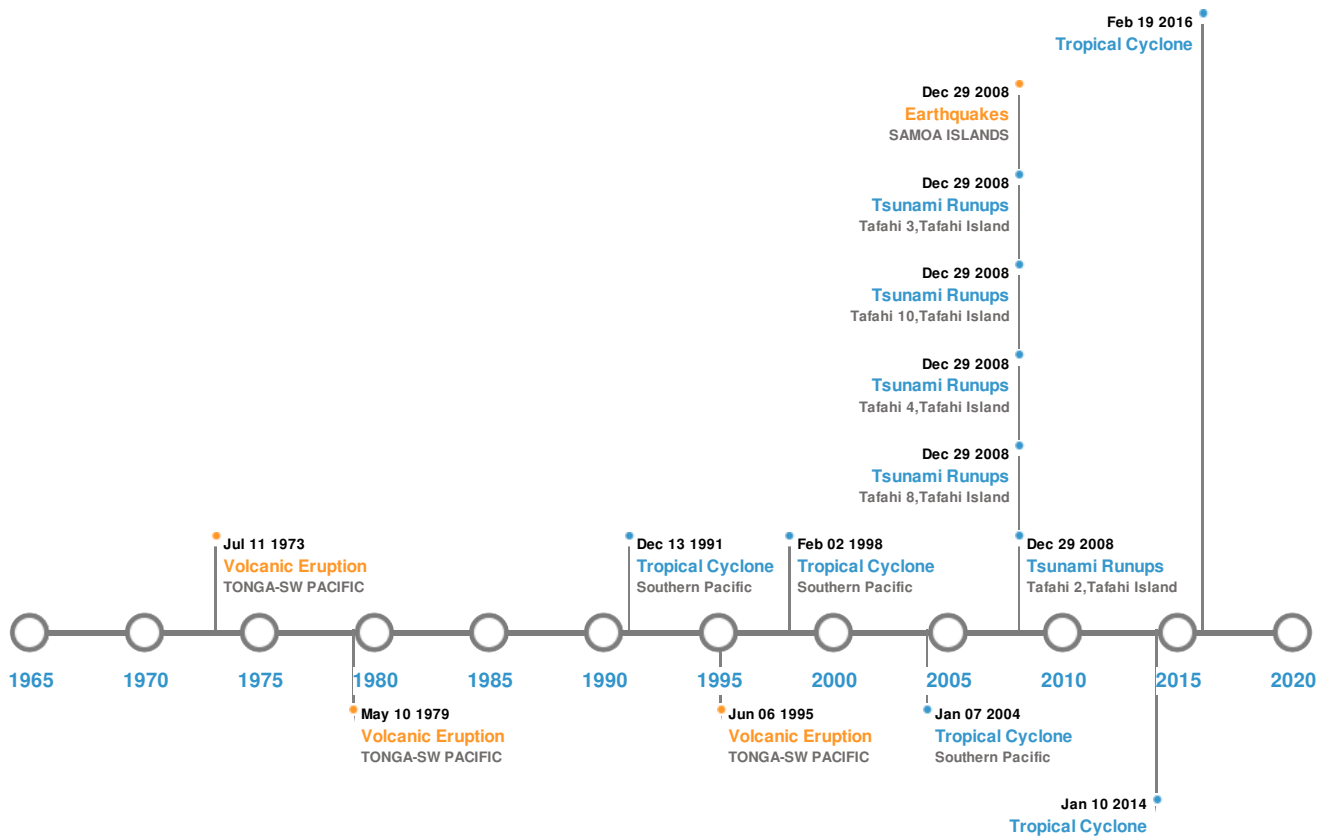 Feb 19 2016
Tropical Cyclone
Dec 29 2008
Earthquakes
SAMOA ISLANDS
Dec 29 2008
Tsunami Runups
Tafahi 3,Tafahi Island
Dec 29 2008
Tsunami Runups
Tafahi 10,Tafahi Island
Dec 29 2008
Tsunami Runups
Tafahi 4,Tafahi Island
Dec 29 2008
Tsunami Runups
Tafahi 8,Tafahi Island
Jul 11 1973
Volcanic Eruption
TONGA-SW PACIFIC
Dec 13 1991
Tropical Cyclone
Southern Pacific
Feb 02 1998
Tropical Cyclone
Southern Pacific
Dec 29 2008
Tsunami Runups
Tafahi 2,Tafahi Island
1965 1970 1975 1980 1985 1990 1995 2000 2005 2010 2015 2020
May 10 1979
Volcanic Eruption
TONGA-SW PACIFIC
Jun 06 1995
Volcanic Eruption
TONGA-SW PACIFIC
Jan 07 2004
Tropical Cyclone
Southern Pacific
Jan 10 2014
Tropical Cyclone